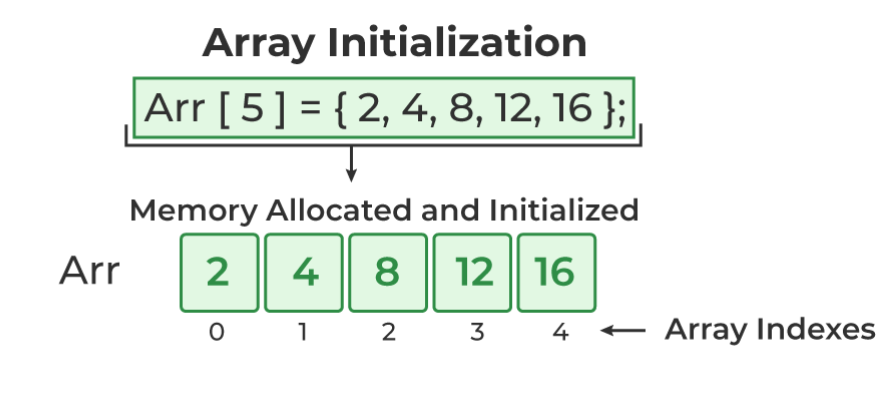 Array Initialization
Arr [ 5 ] = { 2, 4, 8, 12, 16 };
Memory Allocated and Initialized
Arr 2 4 8 12 16
0 1 2 3 4 Array Indexes